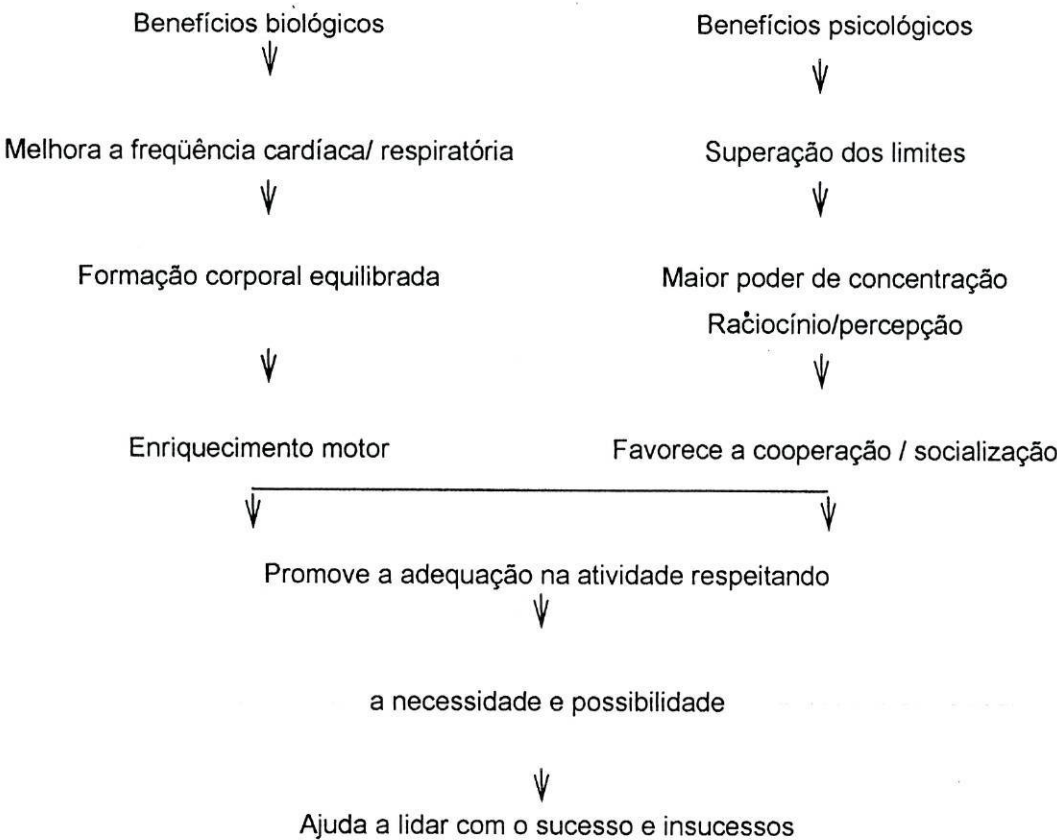 Benefícios biológicos
Benefícios psicológicos
Melhora a freqüência cardíaca/ respiratória
Superação dos limites
Formação corporal equilibrada
Maior poder de concentração
Raciocínio/percepção
Enriquecimento motor
Favorece a cooperação / socialização
Promove a adequação na atividade respeitando
a necessidade e possibilidade
Ajuda a lidar com o sucesso e insucessos